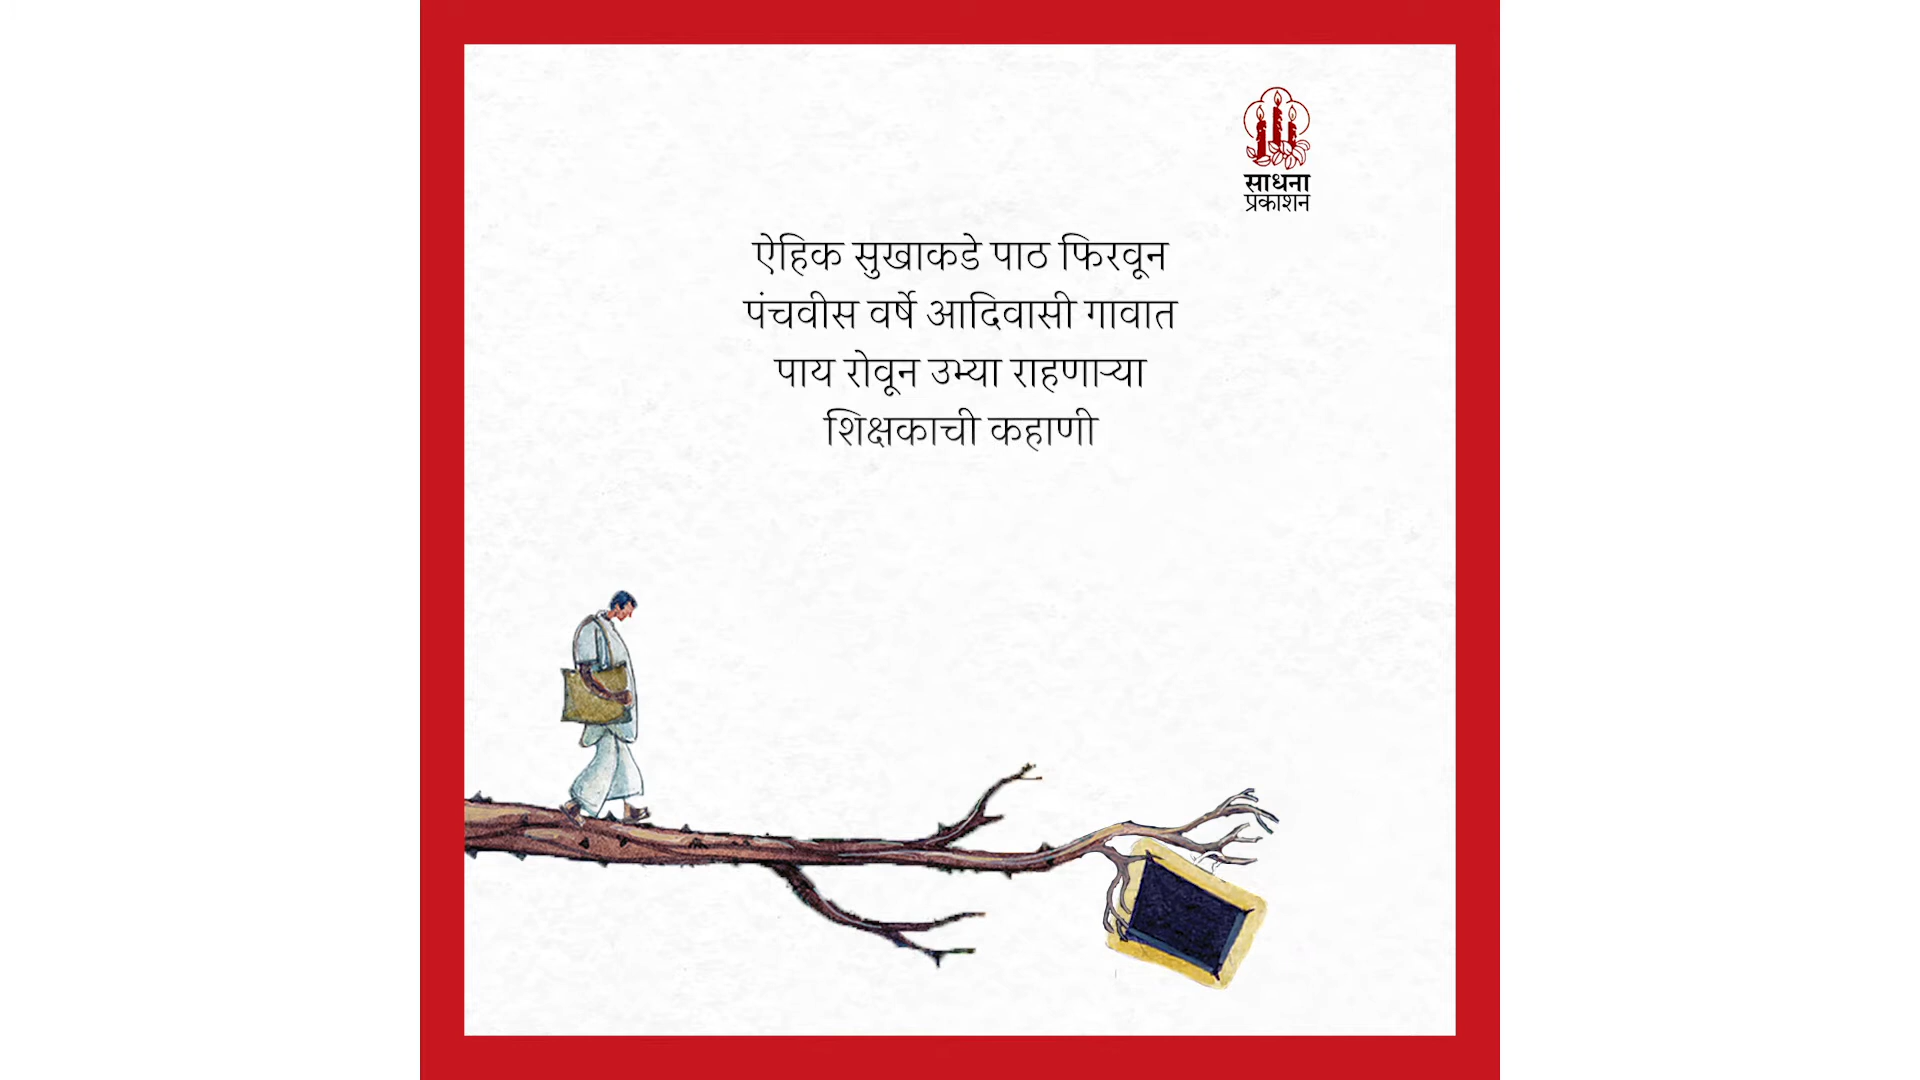 साधना
प्रकाशन
ऐहिक सुखाकडे पाठ फिरवून
पंचवीस वर्षे आदिवासी गावात
पाय रोवून उभ्या राहणाऱ्या
शिक्षकाची कहाणी